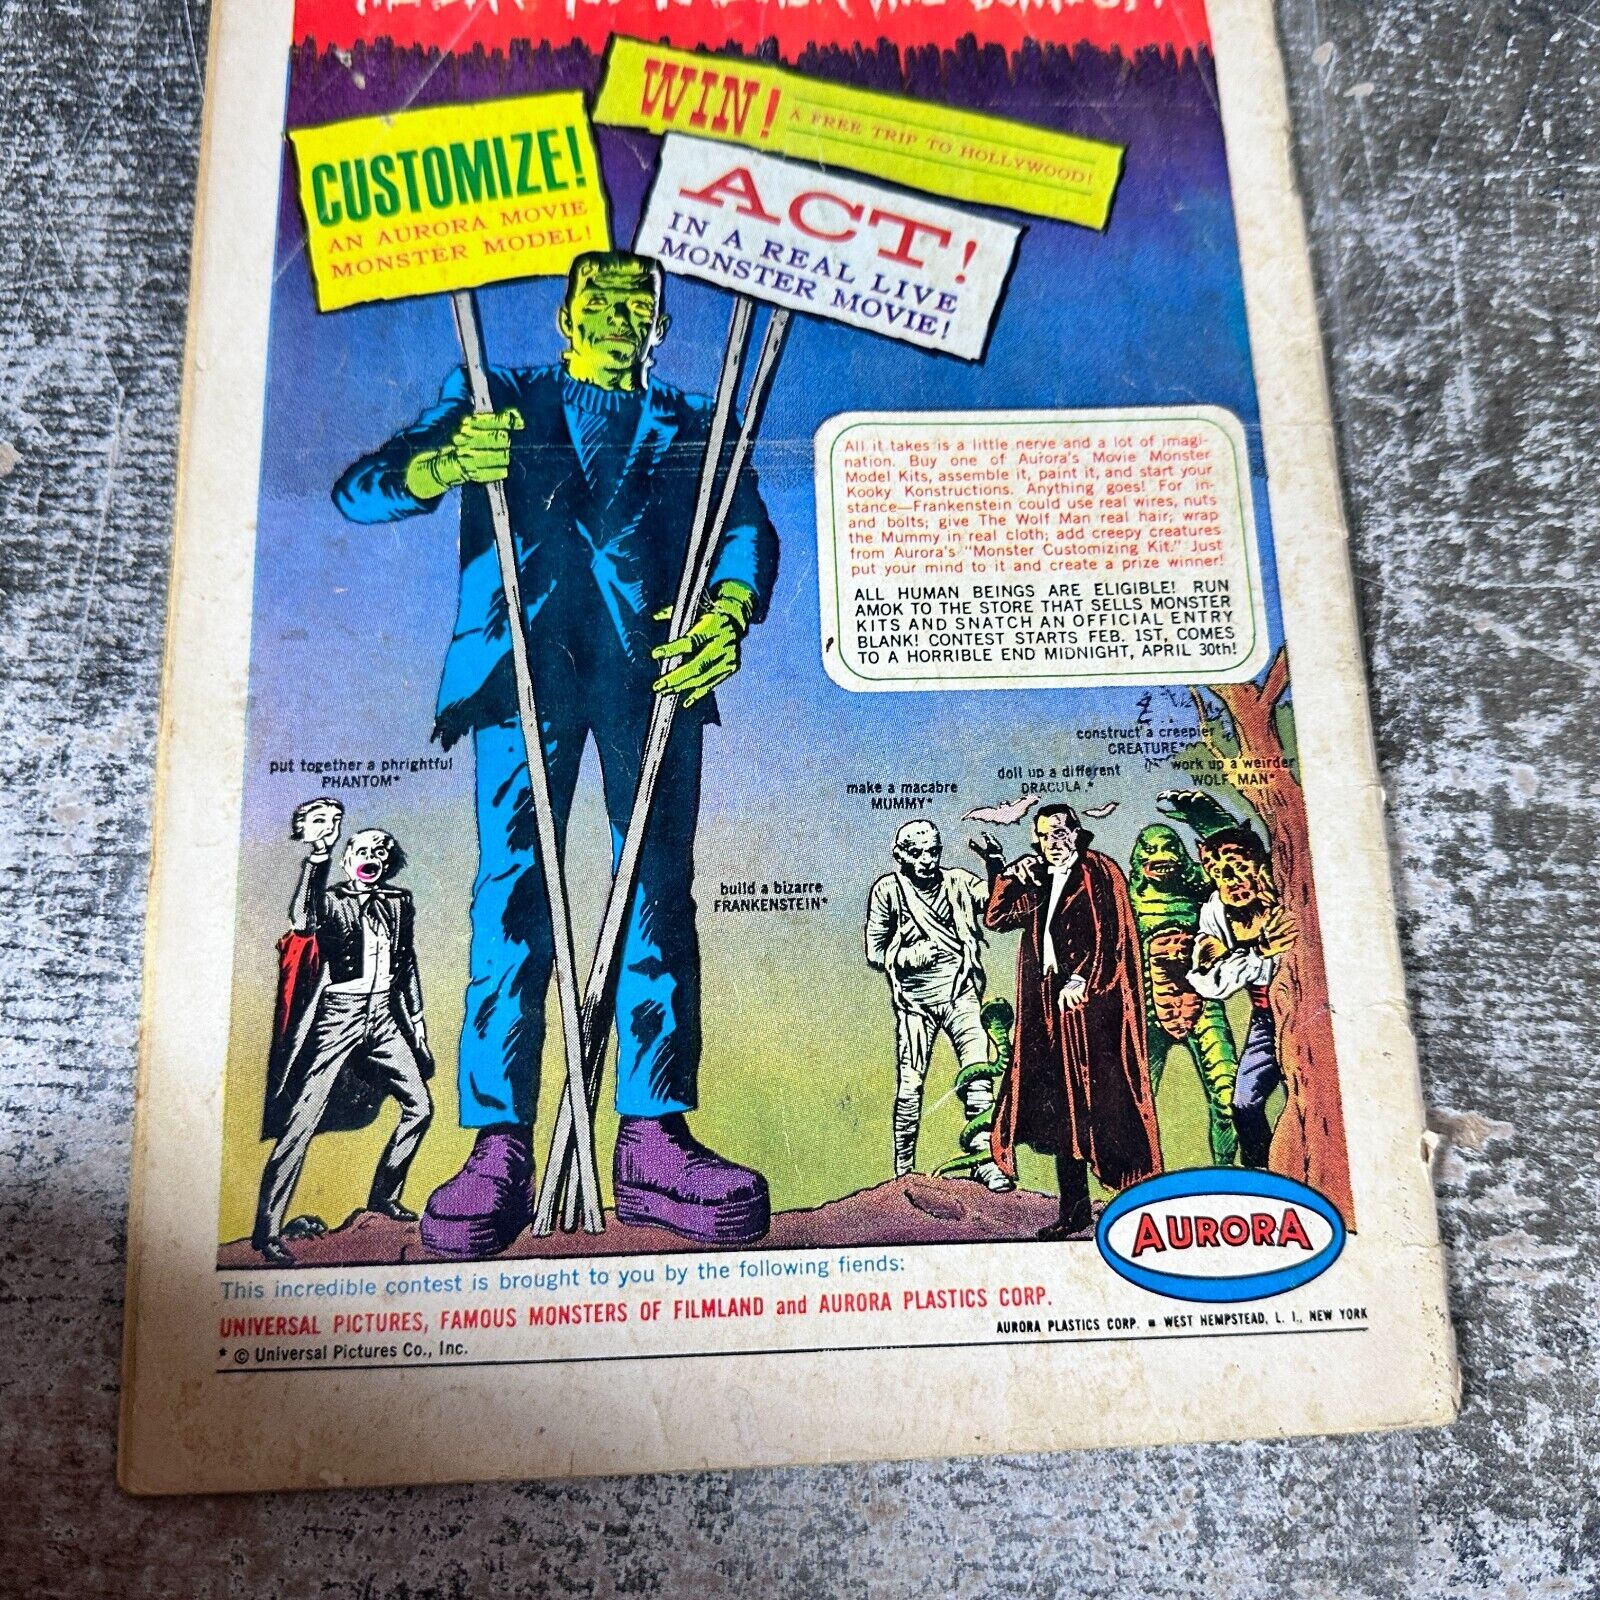 CUSTOMIZE!
AN AURORA MOVIE
MONSTER MODEL!
WIN! A FREE TRIP TO HOLLYWOOD!
ACT!
IN A REAL LIVE
MONSTER MOVIE!
All it takes is a little nerve and a lot of imagi-
nation. Buy one of Aurora's Movie Monster
Model Kits, assemble it, paint it, and start your
Kooky Konstructions. Anything goes! For in-
stance—Frankenstein could use real wires, nuts
and bolts; give The Wolf Man real hair; wrap
the Mummy in real cloth; add creepy creatures
from Aurora's "Monster Customizing Kit." Just
put your mind to it and create a prize winner!
ALL HUMAN BEINGS ARE ELIGIBLE! RUN
AMOK TO THE STORE THAT SELLS MONSTER
KITS AND SNATCH AN OFFICIAL ENTRY
BLANK! CONTEST STARTS FEB. 1ST, COMES
TO A HORRIBLE END MIDNIGHT, APRIL 30th!
put together a phrightful
PHANTOM*
build a bizarre
FRANKENSTEIN*
make a macabre
MUMMY*
doll up a different
DRACULA*
construct a creepier
CREATURE*
work up a weirder
WOLF MAN*
AURORA
This incredible contest is brought to you by the following fiends:
UNIVERSAL PICTURES, FAMOUS MONSTERS OF FILMLAND and AURORA PLASTICS CORP.
AURORA PLASTICS CORP. ▪ WEST HEMPSTEAD, L. I., NEW YORK
* © Universal Pictures Co., Inc.